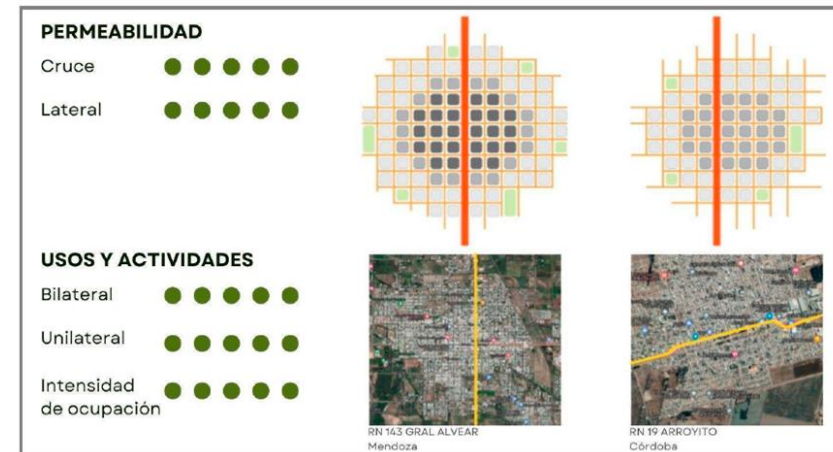 PERMEABILIDAD
Cruce
Lateral
USOS Y ACTIVIDADES
Bilateral
Unilateral
Intensidad
de ocupación
RN 143 GRAL ALVEAR
Mendoza
RN 19 ARROYITO
Córdoba